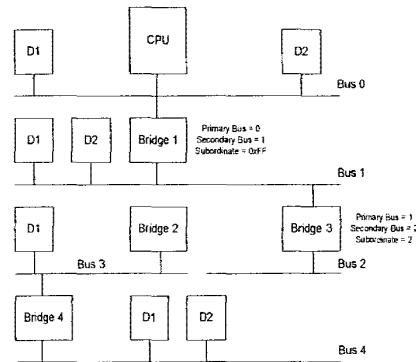 CPU
D1
D2
Bus 0
D1
D2
Bridge 1
Primary Bus = 0
Secondary Bus = 1
Subordinate = 0xFF
Bus 1
D1
Bridge 2
Bridge 3
Primary Bus = 1
Secondary Bus = 2
Subordinate = 2
Bus 3
Bus 2
Bridge 4
D1
D2
Bus 4